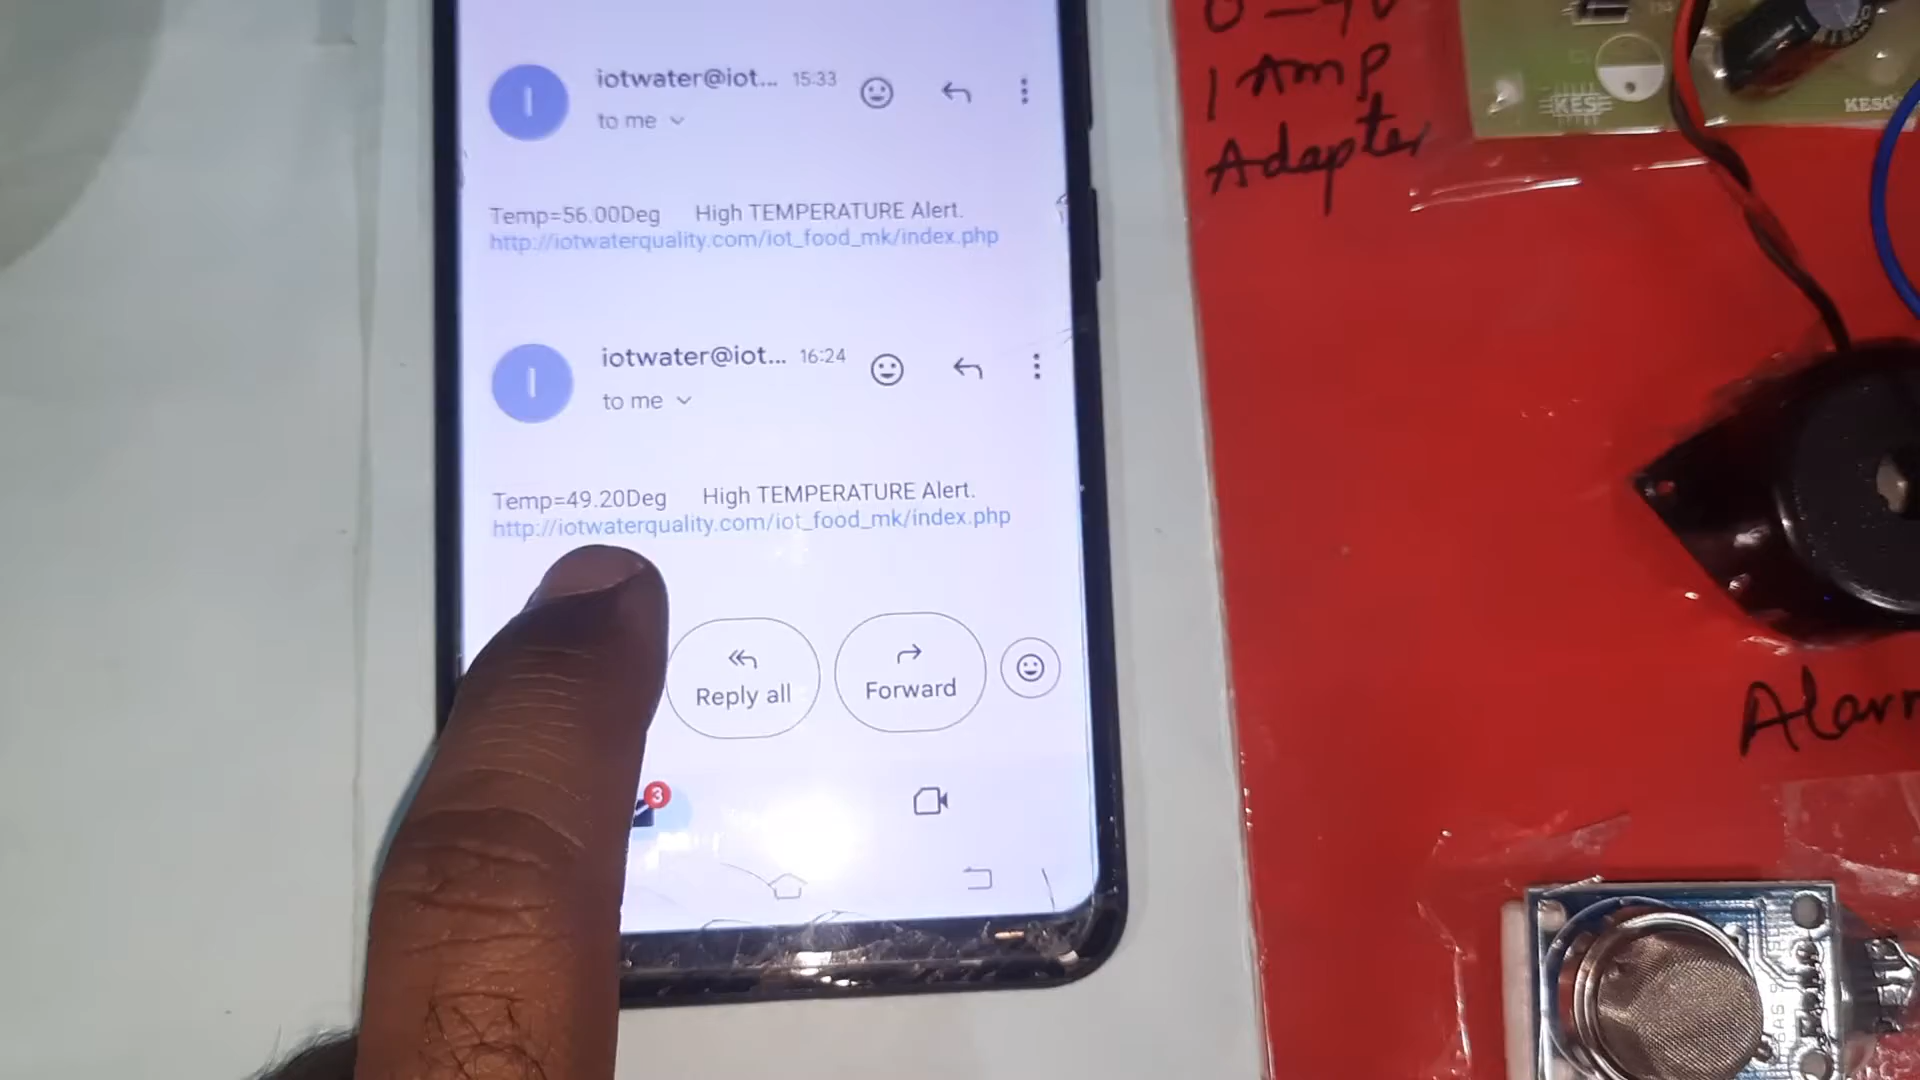 iotwater@iot... 15:33
to me
Temp=56.00Deg High TEMPERATURE Alert.
http://iotwaterquality.com/iot_food_mk/index.php
iotwater@iot... 16:24
to me
Temp=49.20Deg High TEMPERATURE Alert.
http://iotwaterquality.com/iot_food_mk/index.php
Reply all
Forward
3
1 Amp
Adapter
KES